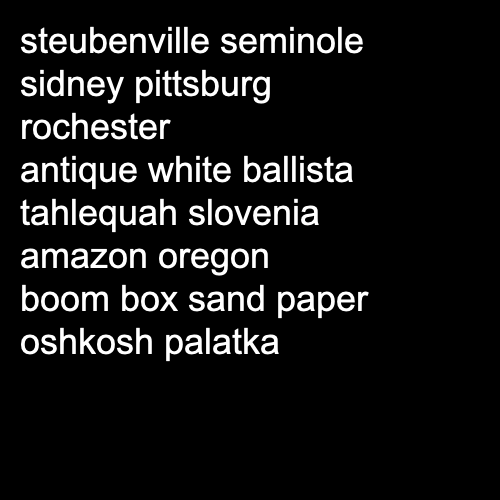 steubenville seminole
sidney pittsburg
rochester
antique white ballista
tahlequah slovenia
amazon oregon
boom box sand paper
oshkosh palatka